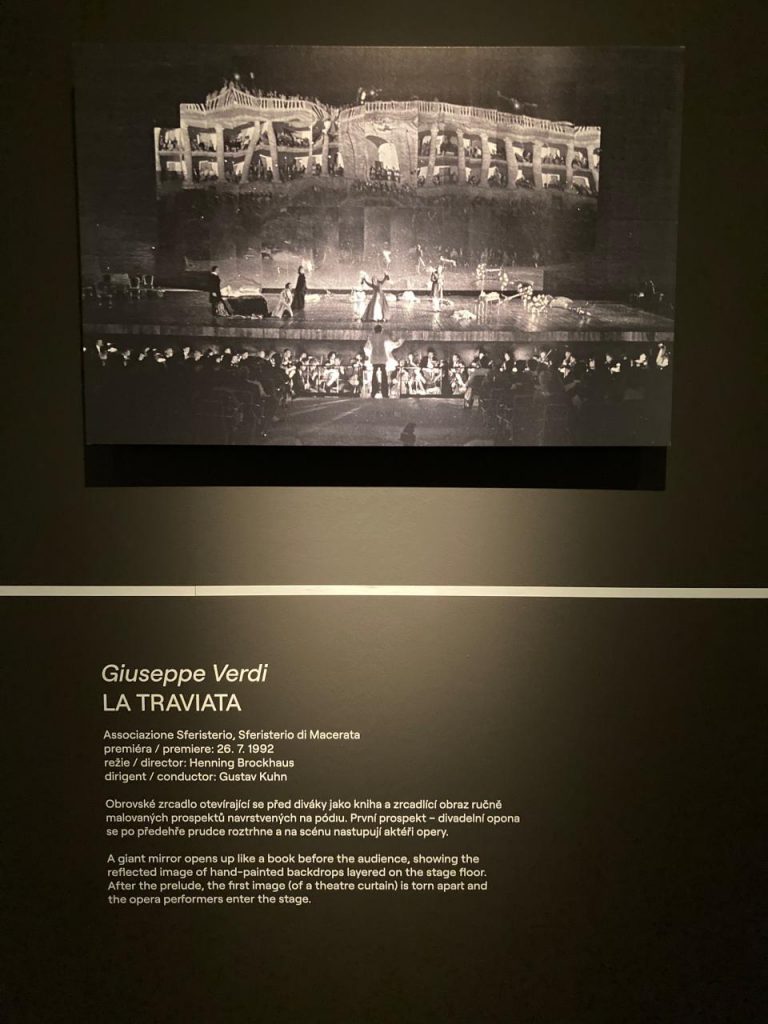 Giuseppe Verdi
LA TRAVIATA
Associazione Sferisterio, Sferisterio di Macerata
premiéra / premiere: 26. 7. 1992
režie / director: Henning Brockhaus
dirigent / conductor: Gustav Kuhn
Obrovské zrcadlo otevírající se před diváky jako kniha a zrcadlící obraz ručně
malovaných prospektů navrstvených na pódiu. První prospekt – divadelní opona
se po předehře prudce roztrhne a na scénu nastupují aktéři opery.
A giant mirror opens up like a book before the audience, showing the
reflected image of hand-painted backdrops layered on the stage floor.
After the prelude, the first image (of a theatre curtain) is torn apart and
the opera performers enter the stage.